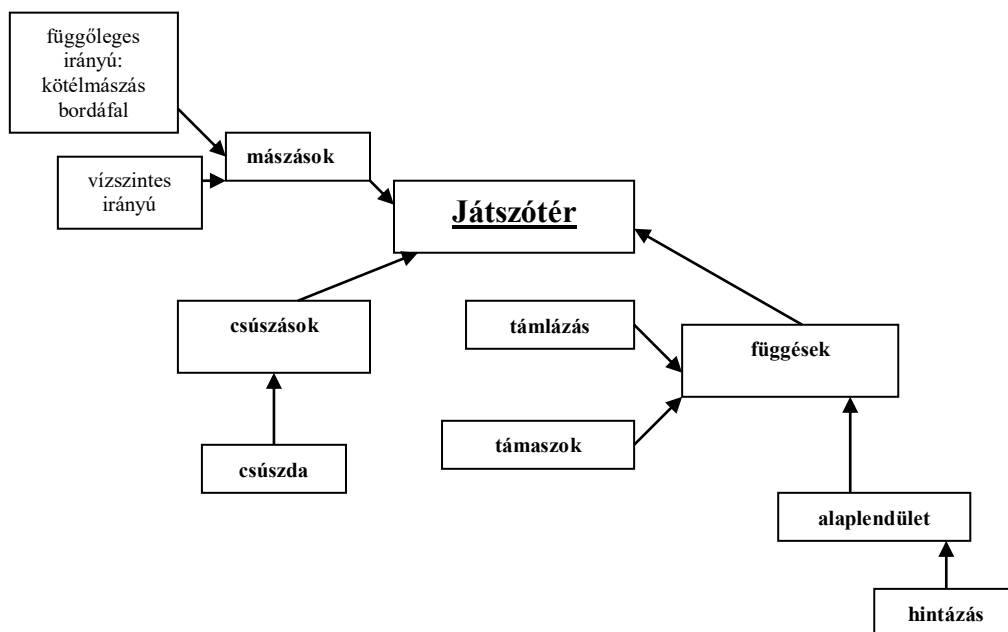 függőleges
irányú:
kötélmászás
bordáfal
mászások
vízszintes
irányú
Játszótér
csúszások
támlázás
függések
támaszok
csúszda
alaplendület
hintázás